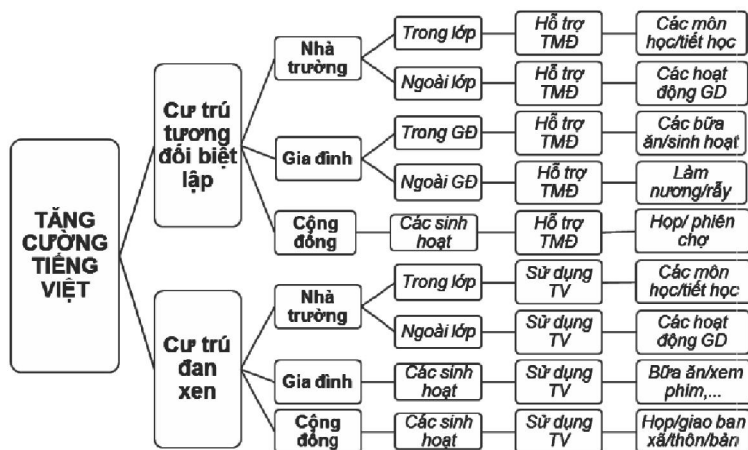 TĂNG
CƯỜNG
TIẾNG
VIỆT
Cư trú
tương
đối biệt
lập
Nhà
trường
Trong lớp
Hỗ trợ
TMĐ
Các môn
học/tiết học
Ngoài lớp
Hỗ trợ
TMĐ
Các hoạt
động GD
Gia đình
Trong GĐ
Hỗ trợ
TMĐ
Các bữa
ăn/sinh hoạt
Ngoài GĐ
Hỗ trợ
TMĐ
Làm
nương/rẫy
Cộng
đồng
Các sinh
hoạt
Hỗ trợ
TMĐ
Họp/ phiên
chợ
Cư trú
đan
xen
Nhà
trường
Trong lớp
Sử dụng
TV
Các môn
học/tiết học
Ngoài lớp
Sử dụng
TV
Các hoạt
động GD
Gia đình
Các sinh
hoạt
Sử dụng
TV
Bữa ăn/xem
phim,...
Cộng
đồng
Các sinh
hoạt
Sử dụng
TV
Họp/giao ban
xã/thôn/bản